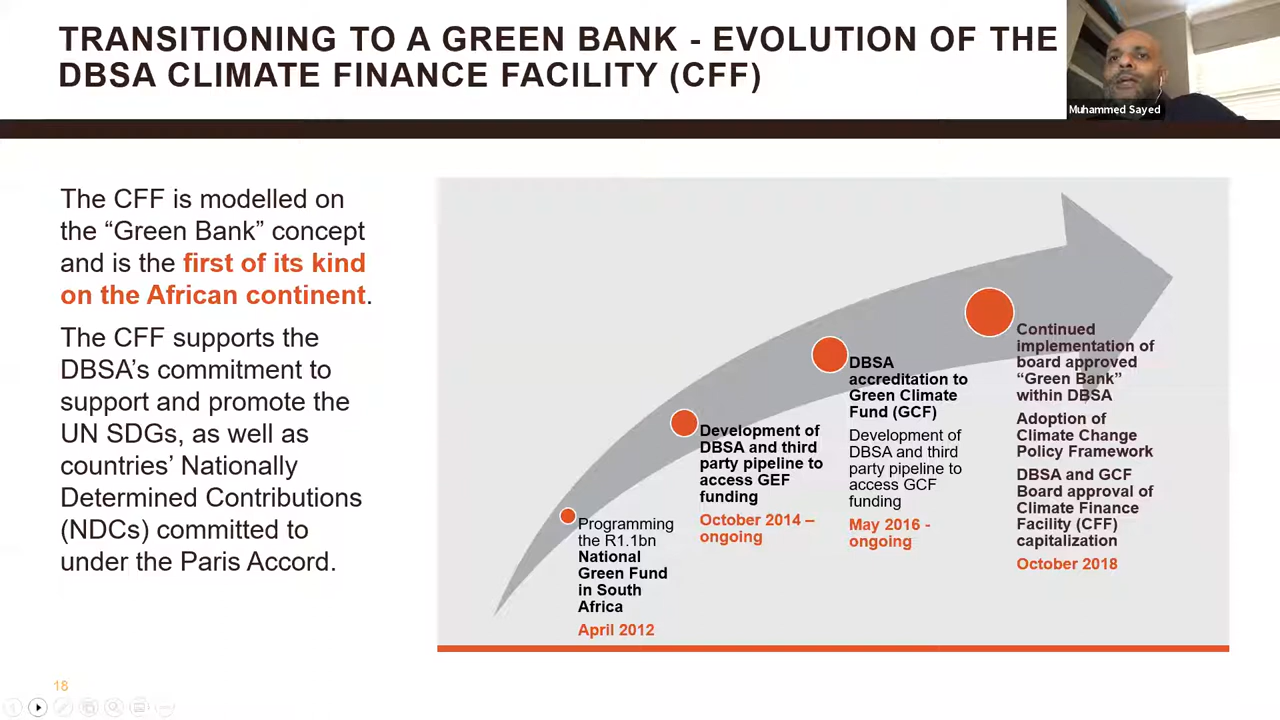 TRANSITIONING TO A GREEN BANK - EVOLUTION OF THE
DBSA CLIMATE FINANCE FACILITY (CFF)
Muhammed Sayed
The CFF is modelled on
the “Green Bank” concept
and is the first of its kind
on the African continent.
The CFF supports the
DBSA’s commitment to
support and promote the
UN SDGs, as well as
countries’ Nationally
Determined Contributions
(NDCs) committed to
under the Paris Accord.
Programming
the R1.1bn
National
Green Fund
in South
Africa
April 2012
Development of
DBSA and third
party pipeline to
access GEF
funding
October 2014 –
ongoing
DBSA
accreditation to
Green Climate
Fund (GCF)
Development of
DBSA and third
party pipeline to
access GCF
funding
May 2016 -
ongoing
Continued
implementation of
board approved
“Green Bank”
within DBSA
Adoption of
Climate Change
Policy Framework
DBSA and GCF
Board approval of
Climate Finance
Facility (CFF)
capitalization
October 2018
18